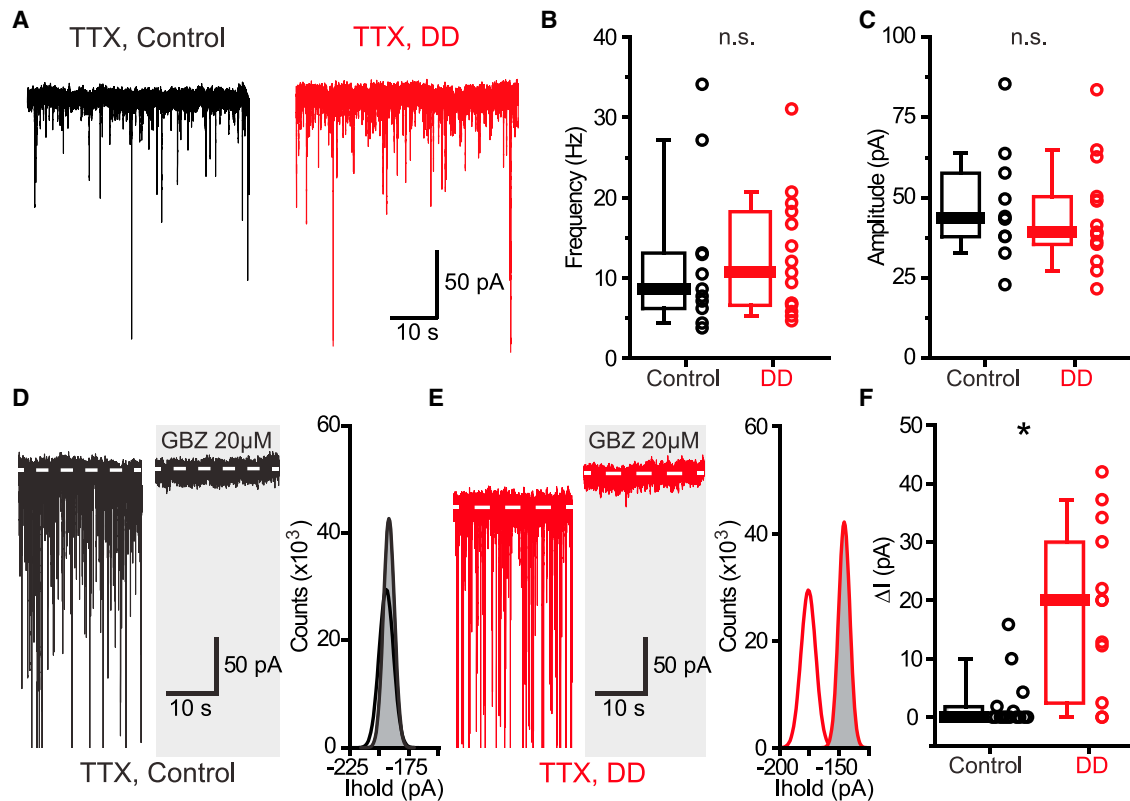 A
TTX, Control
TTX, DD
50 pA
10 s
B
n.s.
40
30
20
10
0
Frequency (Hz)
Control
DD
C
n.s.
100
75
50
25
0
Amplitude (pA)
Control
DD
D
GBZ 20µM
50 pA
10 s
TTX, Control
60
40
20
0
Counts (x10³)
-225
-175
Ihold (pA)
E
GBZ 20µM
50 pA
10 s
TTX, DD
60
40
20
0
Counts (x10³)
-200
-150
Ihold (pA)
F
*
50
40
30
20
10
0
ΔI (pA)
Control
DD